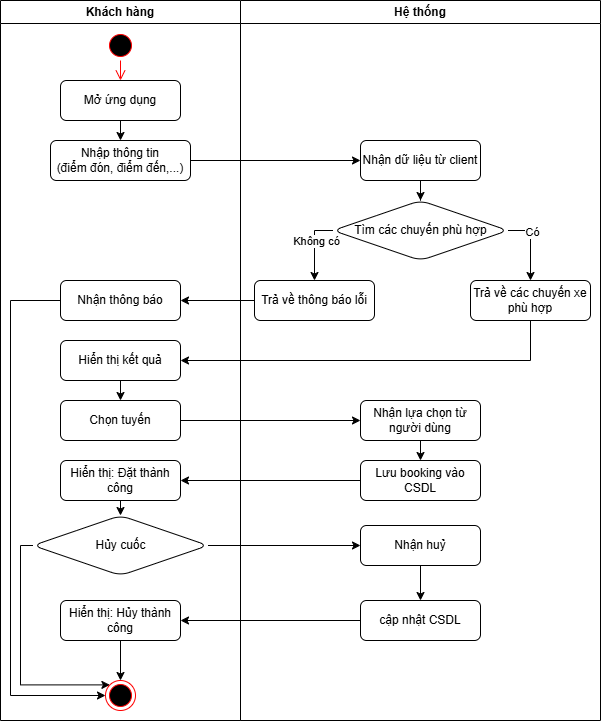 Khách hàng
Hệ thống
Mở ứng dụng
Nhập thông tin
(điểm đón, điểm đến,...)
Nhận dữ liệu từ client
Tìm các chuyến phù hợp
Không có
Có
Nhận thông báo
Trả về thông báo lỗi
Trả về các chuyến xe
phù hợp
Hiển thị kết quả
Chọn tuyến
Nhận lựa chọn từ
người dùng
Hiển thị: Đặt thành
công
Lưu booking vào
CSDL
Hủy cuốc
Nhận huỷ
Hiển thị: Hủy thành
công
cập nhật CSDL